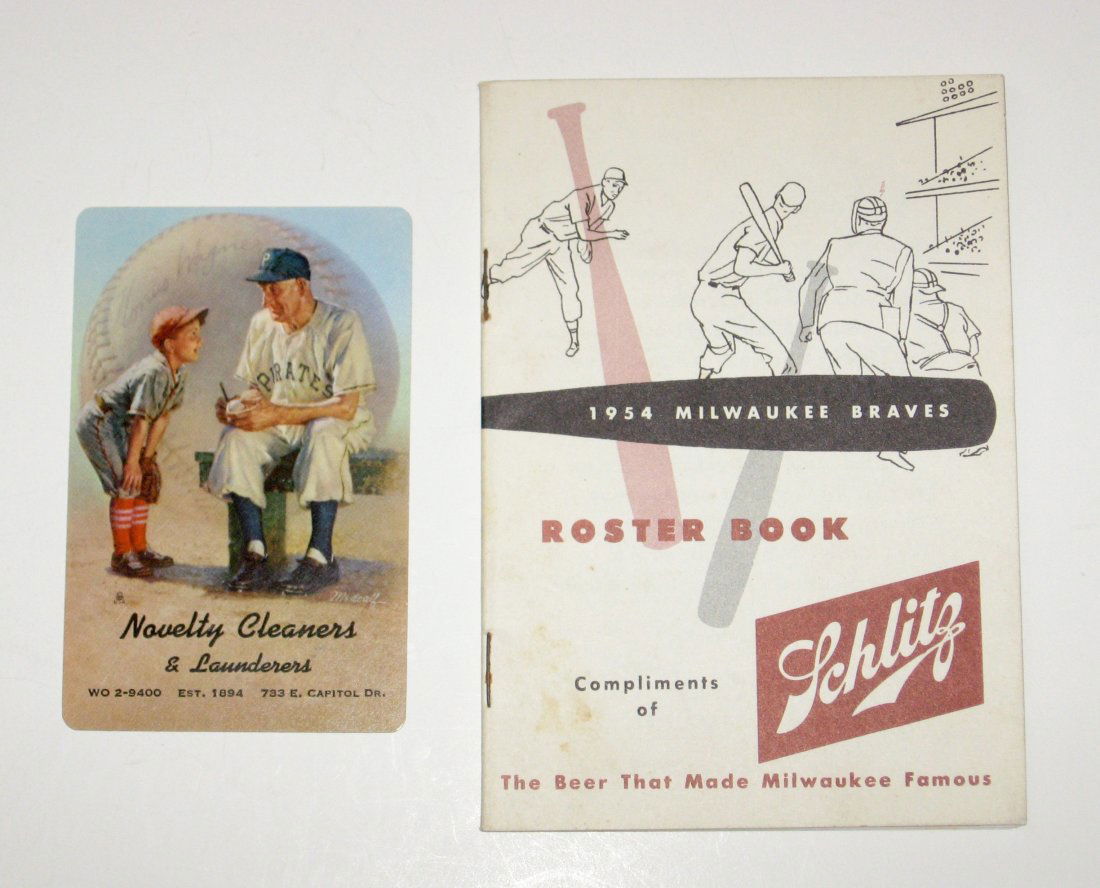 P
PIRATES
Metcalf
Novelty Cleaners
& Launderers
WO 2-9400 EST. 1894 733 E. CAPITOL DR.
1954 MILWAUKEE BRAVES
ROSTER BOOK
Compliments
of
Schlitz
The Beer That Made Milwaukee Famous